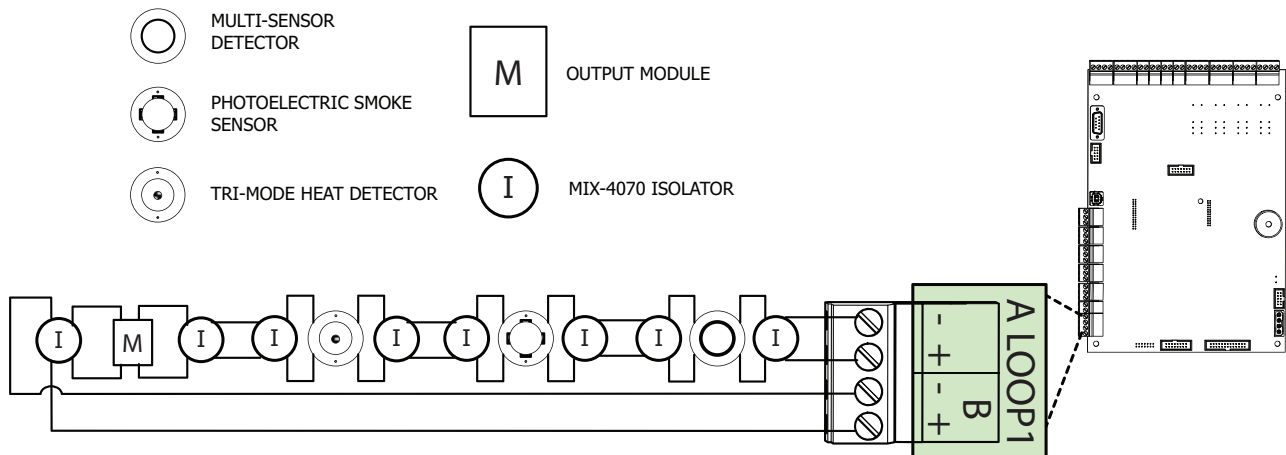 MULTI-SENSOR
DETECTOR
PHOTOELECTRIC SMOKE
SENSOR
TRI-MODE HEAT DETECTOR
M
OUTPUT MODULE
I
MIX-4070 ISOLATOR
I
M
I
I
I
I
I
I
I
-
+
-
+
B
A LOOP1